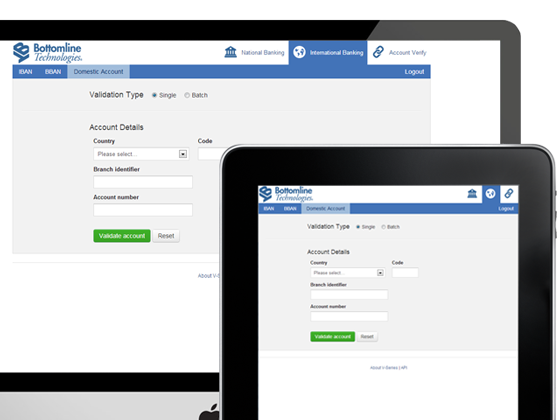 Bottomline
Technologies.
National Banking
International Banking
Account Verify
IBAN BBAN Domestic Account Logout
Validation Type Single Batch
Account Details
Country Code
Please select...
Branch identifier
Account number
Validate account Reset
About V-S
Bottomline
Technologies.
IBAN BBAN Domestic Account Logout
Validation Type Single Batch
Account Details
Country Code
Please select...
Branch identifier
Account number
Validate account Reset
About V-Series | API